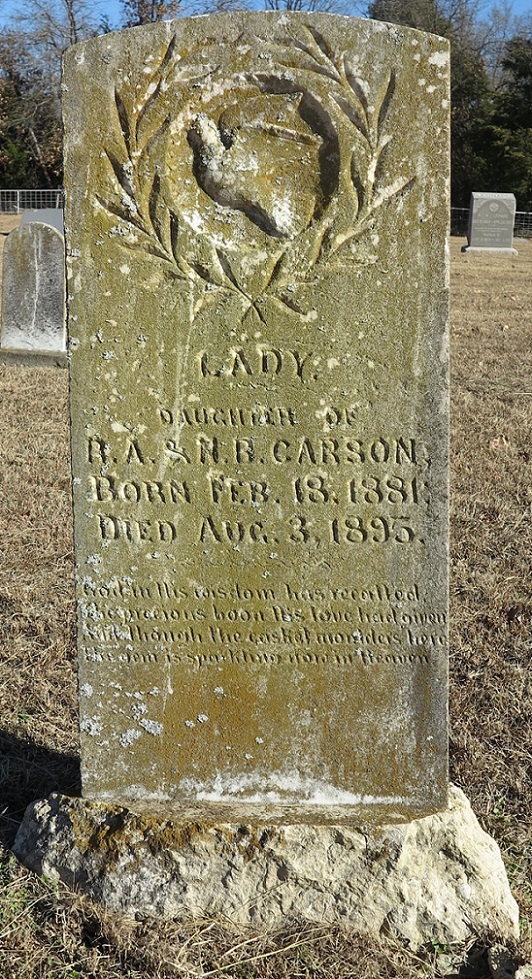 LADY.
DAUGHTER OF
R. A. & N. B. CARSON.
BORN FEB. 18, 1881.
DIED AUG. 3, 1895.
God in His wisdom has recalled
The precious boon His love had given
And though the casket moulders here
The gem is sparkling now in Heaven